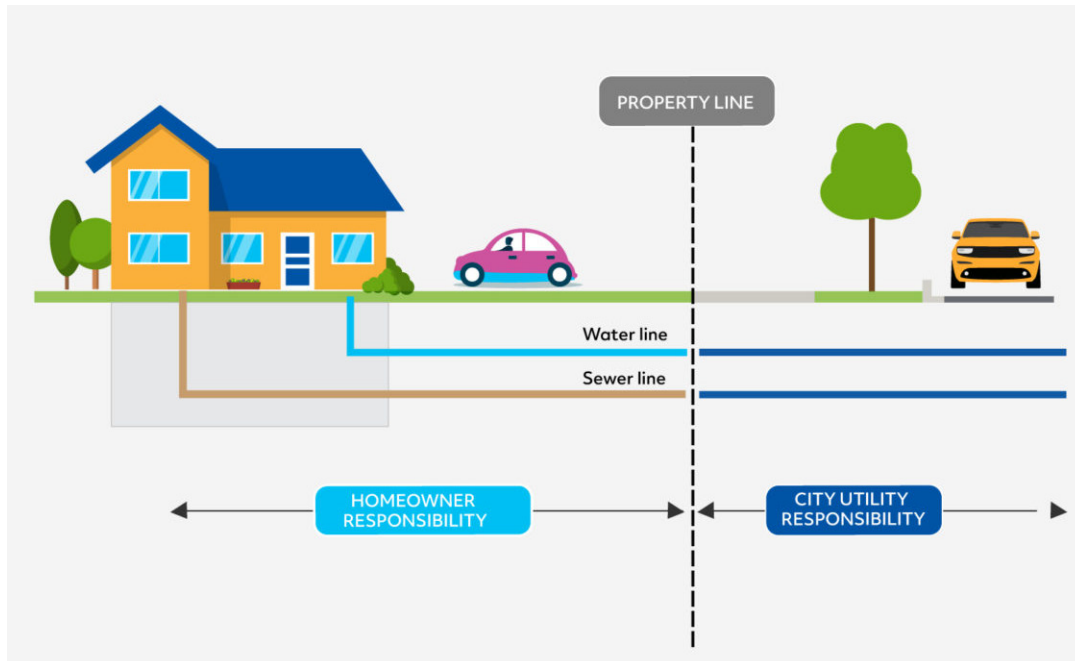 PROPERTY LINE
Water line
Sewer line
HOMEOWNER
RESPONSIBILITY
CITY UTILITY
RESPONSIBILITY